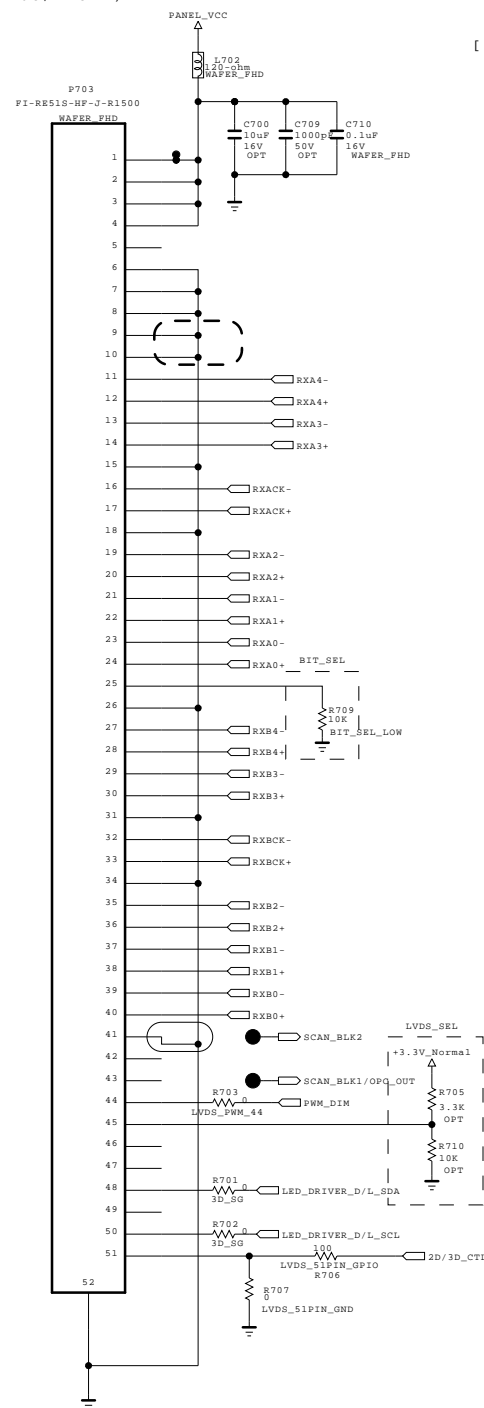 PANEL_VCC
[
L702
120-ohm
WAFER_FHD
P703
FI-RE51S-HF-J-R1500
WAFER_FHD
C700
10uF
16V
OPT
C709
1000pF
50V
OPT
C710
0.1uF
16V
WAFER_FHD
1
2
3
4
5
6
7
8
9
10
11 RXA4-
12 RXA4+
13 RXA3-
14 RXA3+
15
16 RXACK-
17 RXACK+
18
19 RXA2-
20 RXA2+
21 RXA1-
22 RXA1+
23 RXA0-
24 RXA0+
BIT_SEL
25
R709
10K
BIT_SEL_LOW
26
27 RXB4-
28 RXB4+
29 RXB3-
30 RXB3+
31
32 RXBCK-
33 RXBCK+
34
35 RXB2-
36 RXB2+
37 RXB1-
38 RXB1+
39 RXB0-
40 RXB0+
41 SCAN_BLK2
42
43 SCAN_BLK1/OPC_OUT
LVDS_SEL
+3.3V_Normal
R705
3.3K
OPT
R710
10K
OPT
44 R703 0 PWM_DIM
LVDS_PWM_44
45
46
47
48 R701 0 LED_DRIVER_D/L_SDA
3D_SG
49
50 R702 0 LED_DRIVER_D/L_SCL
3D_SG
51 100 2D/3D_CTL
LVDS_51PIN_GPIO
R706
R707
0
LVDS_51PIN_GND
52